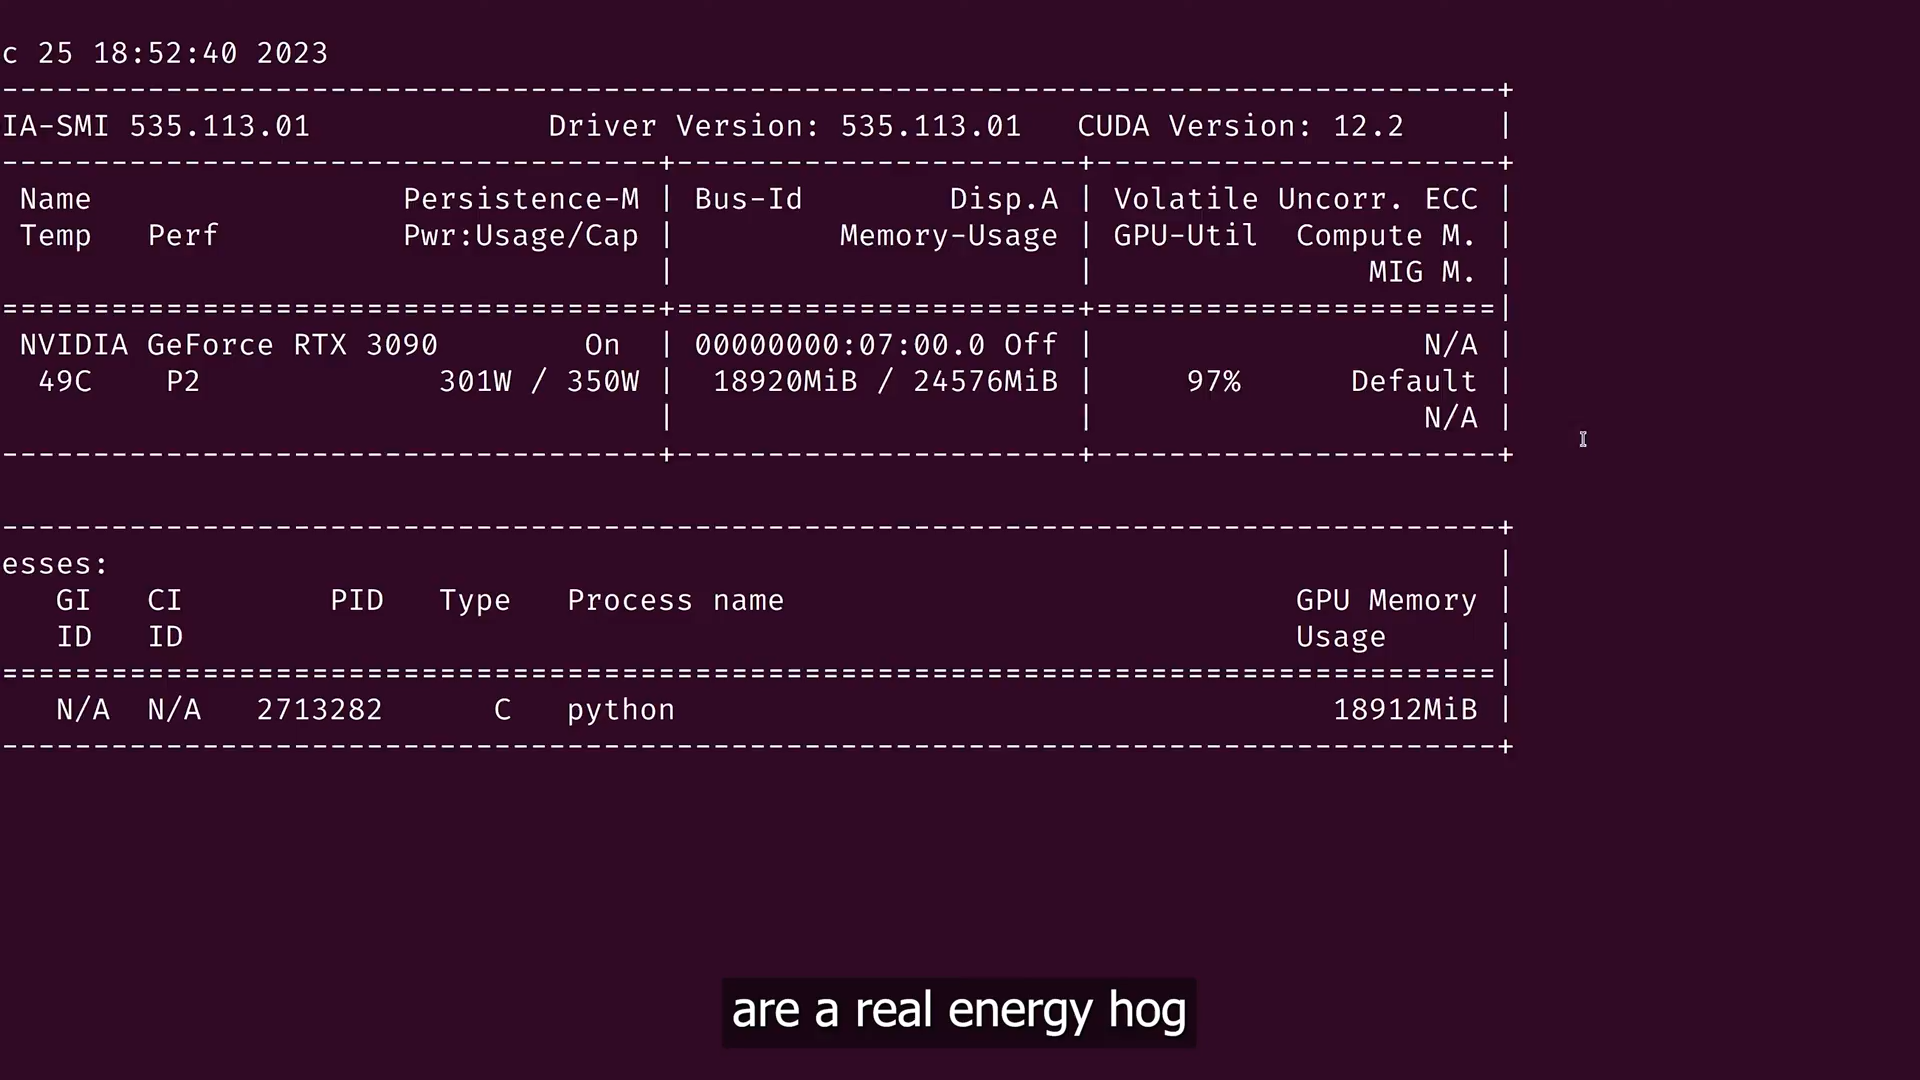 c 25 18:52:40 2023
-----------------------------------------------------------------------------------+
IA-SMI 535.113.01             Driver Version: 535.113.01   CUDA Version: 12.2     |
------------------------------------+----------------------+----------------------+
 Name                 Persistence-M | Bus-Id        Disp.A | Volatile Uncorr. ECC |
 Temp   Perf          Pwr:Usage/Cap |         Memory-Usage | GPU-Util  Compute M. |
                                    |                      |               MIG M. |
====================================+======================+======================|
 NVIDIA GeForce RTX 3090        On  | 00000000:07:00.0 Off |                  N/A |
  49C    P2             301W / 350W |  18920MiB / 24576MiB |     97%      Default |
                                    |                      |                  N/A |
------------------------------------+----------------------+----------------------+
-----------------------------------------------------------------------------------+
esses:                                                                            |
   GI   CI        PID   Type   Process name                            GPU Memory |
   ID   ID                                                             Usage      |
==================================================================================|
   N/A  N/A   2713282      C   python                                    18912MiB |
-----------------------------------------------------------------------------------+
are a real energy hog